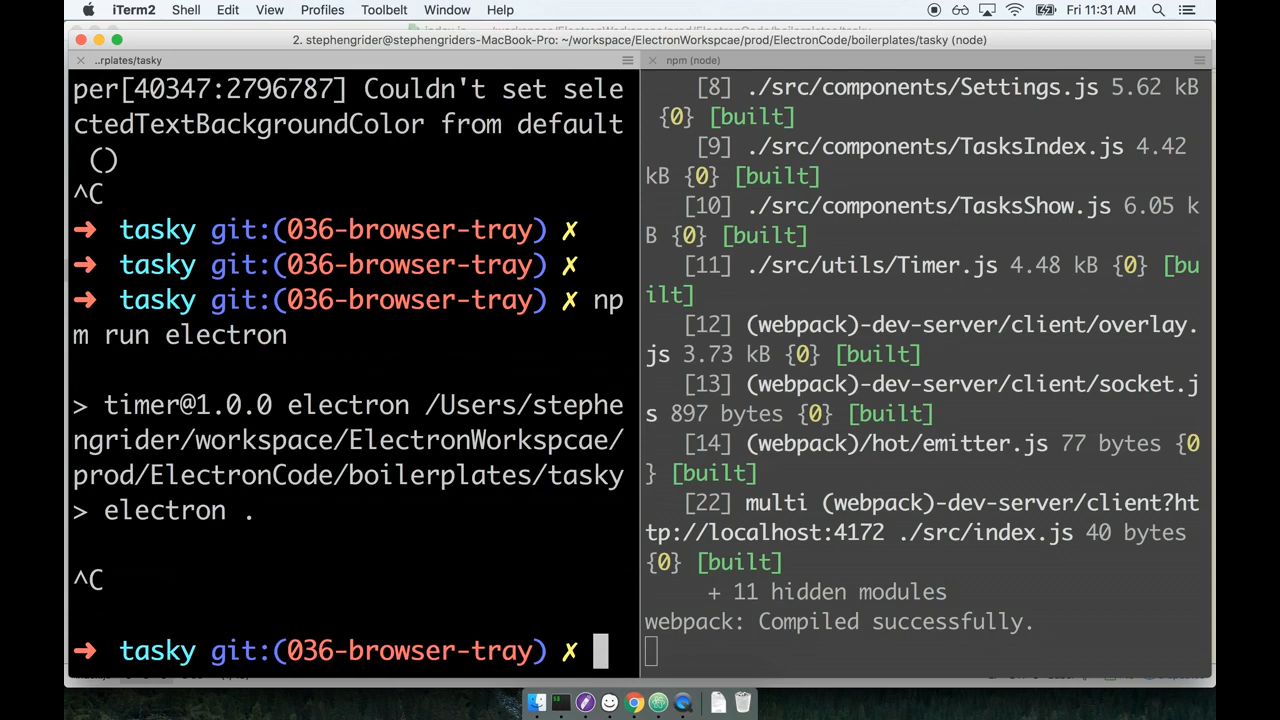 iTerm2 Shell Edit View Profiles Toolbelt Window Help Fri 11:31 AM
2. stephengrider@stephengriders-MacBook-Pro: ~/workspace/ElectronWorkspcae/prod/ElectronCode/boilerplates/tasky (node)
..rplates/tasky
per[40347:2796787] Couldn't set sele
ctedTextBackgroundColor from default
()
^C
➜ tasky git:(036-browser-tray) ✗
➜ tasky git:(036-browser-tray) ✗
➜ tasky git:(036-browser-tray) ✗ np
m run electron
> timer@1.0.0 electron /Users/stephe
ngrider/workspace/ElectronWorkspcae/
prod/ElectronCode/boilerplates/tasky
> electron .
^C
➜ tasky git:(036-browser-tray) ✗
npm (node)
[8] ./src/components/Settings.js 5.62 kB
{0} [built]
[9] ./src/components/TasksIndex.js 4.42
kB {0} [built]
[10] ./src/components/TasksShow.js 6.05 k
B {0} [built]
[11] ./src/utils/Timer.js 4.48 kB {0} [bu
ilt]
[12] (webpack)-dev-server/client/overlay.
js 3.73 kB {0} [built]
[13] (webpack)-dev-server/client/socket.j
s 897 bytes {0} [built]
[14] (webpack)/hot/emitter.js 77 bytes {0
} [built]
[22] multi (webpack)-dev-server/client?ht
tp://localhost:4172 ./src/index.js 40 bytes
{0} [built]
+ 11 hidden modules
webpack: Compiled successfully.